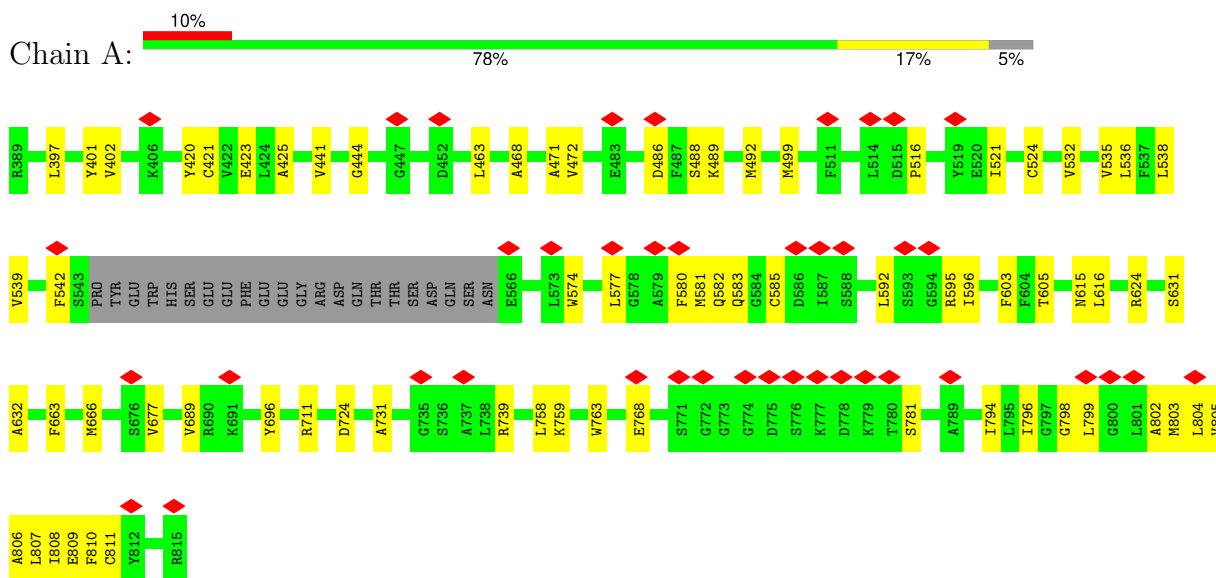 10%
Chain A:
78% 17% 5%
R389 L397 Y401 V402 K406 Y420 C421 V422 E423 L424 A425 V441 G444 G447 D452 L463 A468 A471 V472 E483 D486 F487 S488 K489 M492 M499 F511 L514 D515 P516 Y519 E520 I521 C524 V532 V535 L536 F537 L538
V539 F542 S543 PRO TYR GLU TRP HIS SER GLU GLU PHE GLU GLU GLY ARG ASP GLN THR THR SER ASP GLN SER ASN E566 L573 W574 L577 G578 A579 F580 M581 Q582 Q583 G584 C585 D586 I587 S588 L592 S593 G594 R595 I596 F603 F604 T605 N615 L616 R624 S631
A632 F663 M666 S676 V677 V689 R690 K691 Y696 R711 D724 A731 G735 S736 A737 L738 R739 L758 K759 W763 E768 S771 G772 G773 G774 D775 S776 K777 D778 K779 T780 S781 A789 I794 L795 I796 G797 G798 L799 G800 L801 A802 M803 L804
A806 L807 I808 E809 F810 C811 Y812 R815